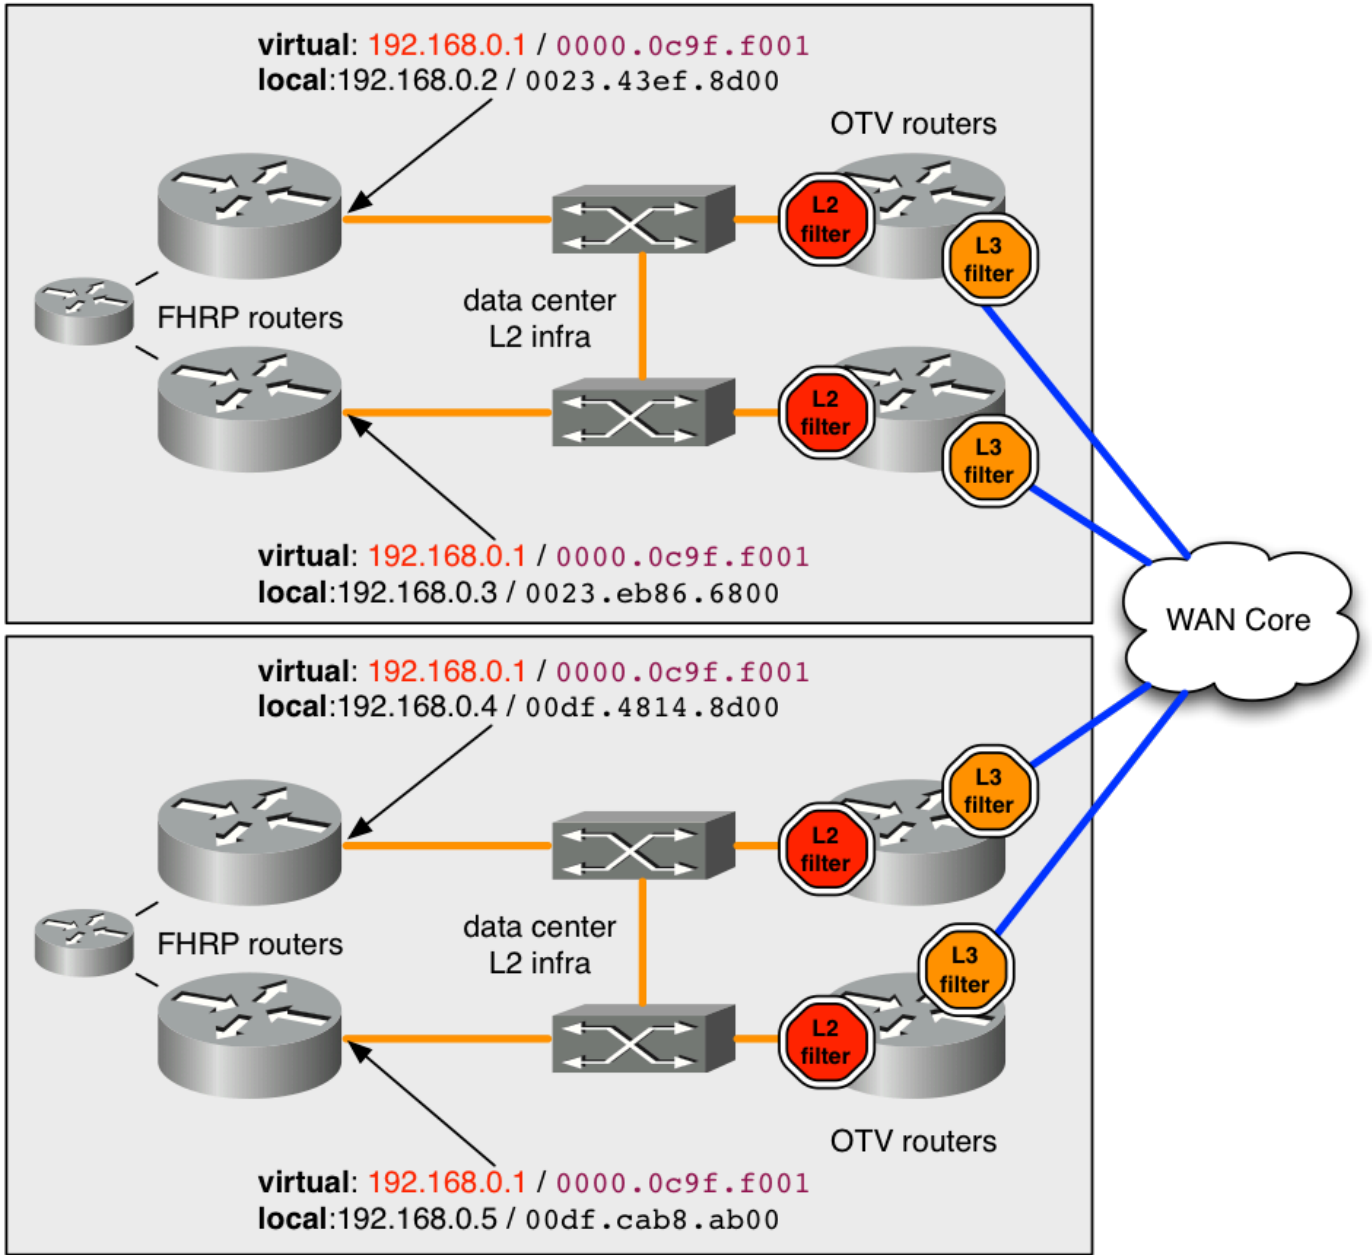 virtual: 192.168.0.1 / 0000.0c9f.f001
local:192.168.0.2 / 0023.43ef.8d00
OTV routers
L2
filter
L3
filter
data center
L2 infra
FHRP routers
L2
filter
L3
filter
virtual: 192.168.0.1 / 0000.0c9f.f001
local:192.168.0.3 / 0023.eb86.6800
WAN Core
virtual: 192.168.0.1 / 0000.0c9f.f001
local:192.168.0.4 / 00df.4814.8d00
L3
filter
L2
filter
data center
L2 infra
FHRP routers
L3
filter
L2
filter
OTV routers
virtual: 192.168.0.1 / 0000.0c9f.f001
local:192.168.0.5 / 00df.cab8.ab00